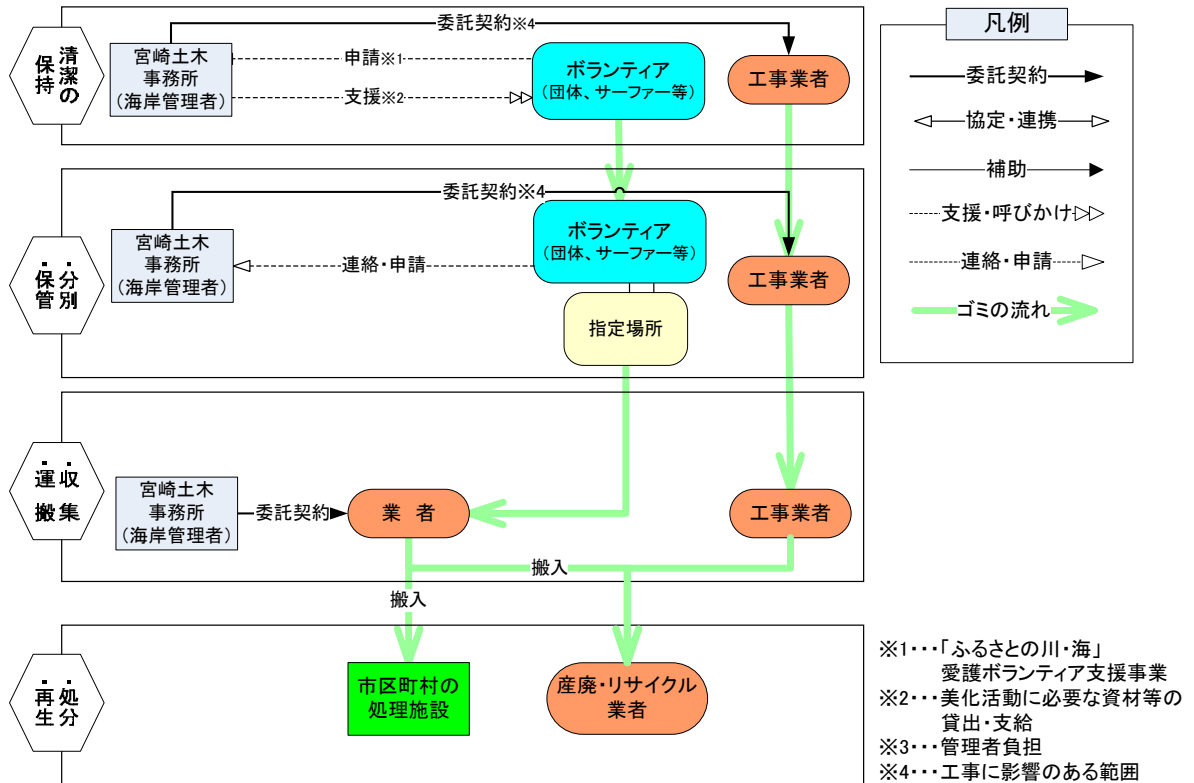 清潔の
保持
宮崎土木
事務所
(海岸管理者)
委託契約※4
申請※1
支援※2
ボランティア
(団体、サーファー等)
工事業者
分別
・保管
宮崎土木
事務所
(海岸管理者)
委託契約※4
連絡・申請
ボランティア
(団体、サーファー等)
指定場所
工事業者
収集
・運搬
宮崎土木
事務所
(海岸管理者)
委託契約
業 者
工事業者
搬入
搬入
処分
・再生
市区町村の
処理施設
産廃・リサイクル
業者
凡例
委託契約
協定・連携
補助
支援・呼びかけ
連絡・申請
ゴミの流れ
※1・・・「ふるさとの川・海」
愛護ボランティア支援事業
※2・・・美化活動に必要な資材等の
貸出・支給
※3・・・管理者負担
※4・・・工事に影響のある範囲